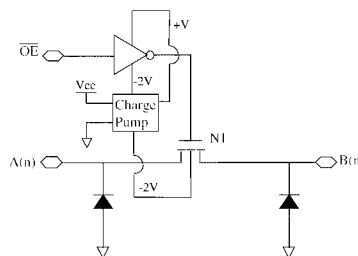 +V
OE
-2V
Vcc
Charge
Pump
N1
A(n)
B(n
-2V